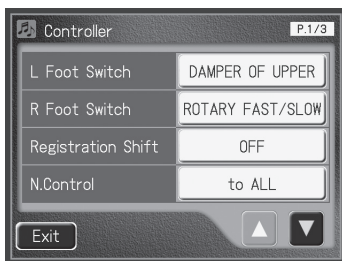 Controller P.1/3
L Foot Switch DAMPER OF UPPER
R Foot Switch ROTARY FAST/SLOW
Registration Shift OFF
N.Control to ALL
Exit